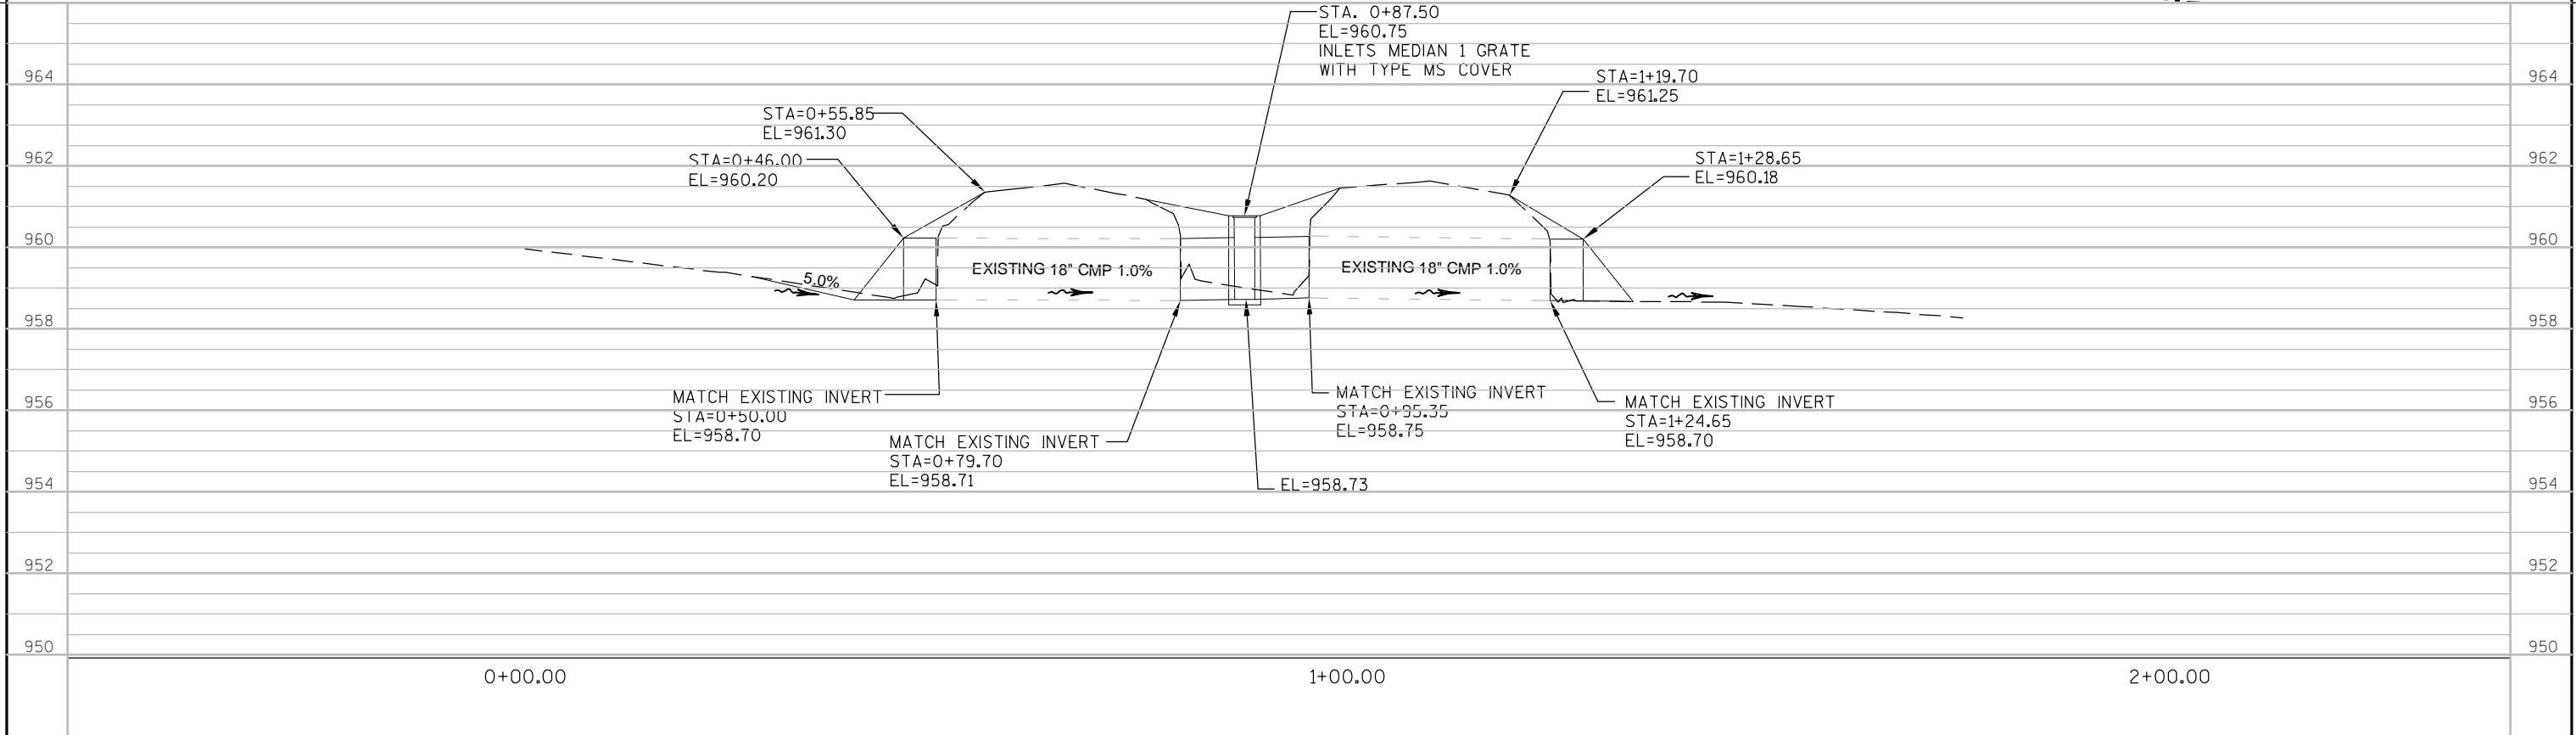 STA. 0+87.50
EL=960.75
INLETS MEDIAN 1 GRATE
WITH TYPE MS COVER
964
STA=1+19.70
EL=961.25
964
STA=0+55.85
EL=961.30
962
STA=0+46.00
EL=960.20
STA=1+28.65
EL=960.18
962
960
960
EXISTING 18" CMP 1.0%
EXISTING 18" CMP 1.0%
5.0%
958
958
MATCH EXISTING INVERT
STA=0+50.00
EL=958.70
MATCH EXISTING INVERT
STA=0+95.35
EL=958.75
MATCH EXISTING INVERT
STA=1+24.65
EL=958.70
956
956
MATCH EXISTING INVERT
STA=0+79.70
EL=958.71
EL=958.73
954
954
952
952
950
950
0+00.00
1+00.00
2+00.00